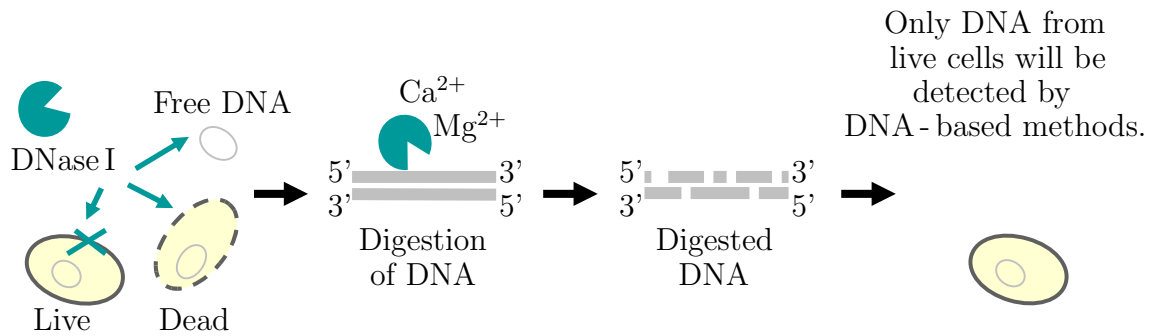 Only DNA from
live cells will be
detected by
DNA-based methods.
Free DNA
DNase I
Live
Dead
Ca²⁺
Mg²⁺
5’ 3’
3’ 5’
Digestion
of DNA
5’ 3’
3’ 5’
Digested
DNA